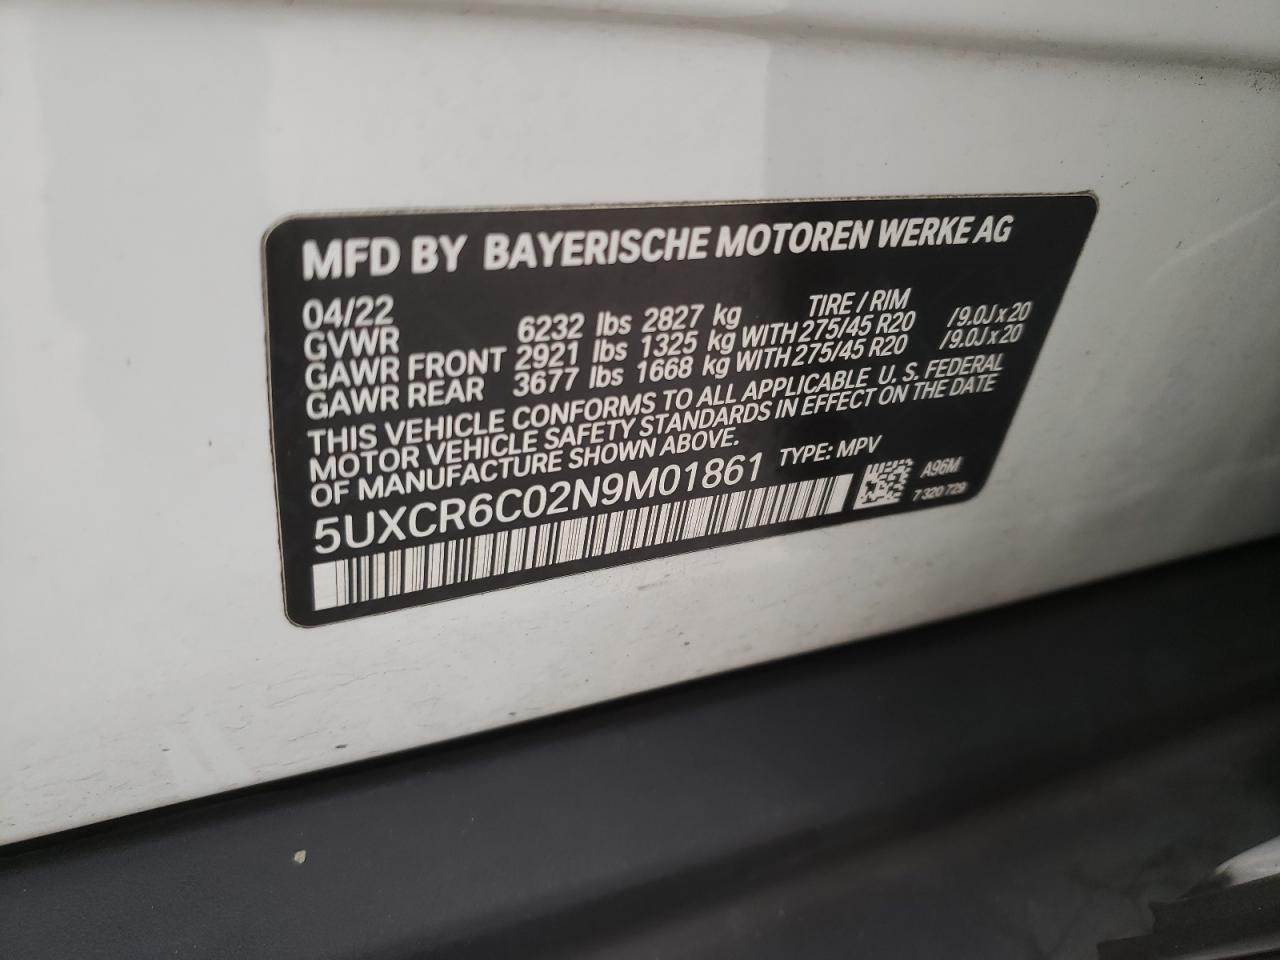 MFD BY BAYERISCHE MOTOREN WERKE AG
04/22 TIRE / RIM
GVWR 6232 lbs 2827 kg
GAWR FRONT 2921 lbs 1325 kg WITH 275/45 R20 /9.0J x 20
GAWR REAR 3677 lbs 1668 kg WITH 275/45 R20 /9.0J x 20
THIS VEHICLE CONFORMS TO ALL APPLICABLE U. S. FEDERAL
MOTOR VEHICLE SAFETY STANDARDS IN EFFECT ON THE DATE
OF MANUFACTURE SHOWN ABOVE.
5UXCR6C02N9M01861 TYPE: MPV
A96M
7 320 729